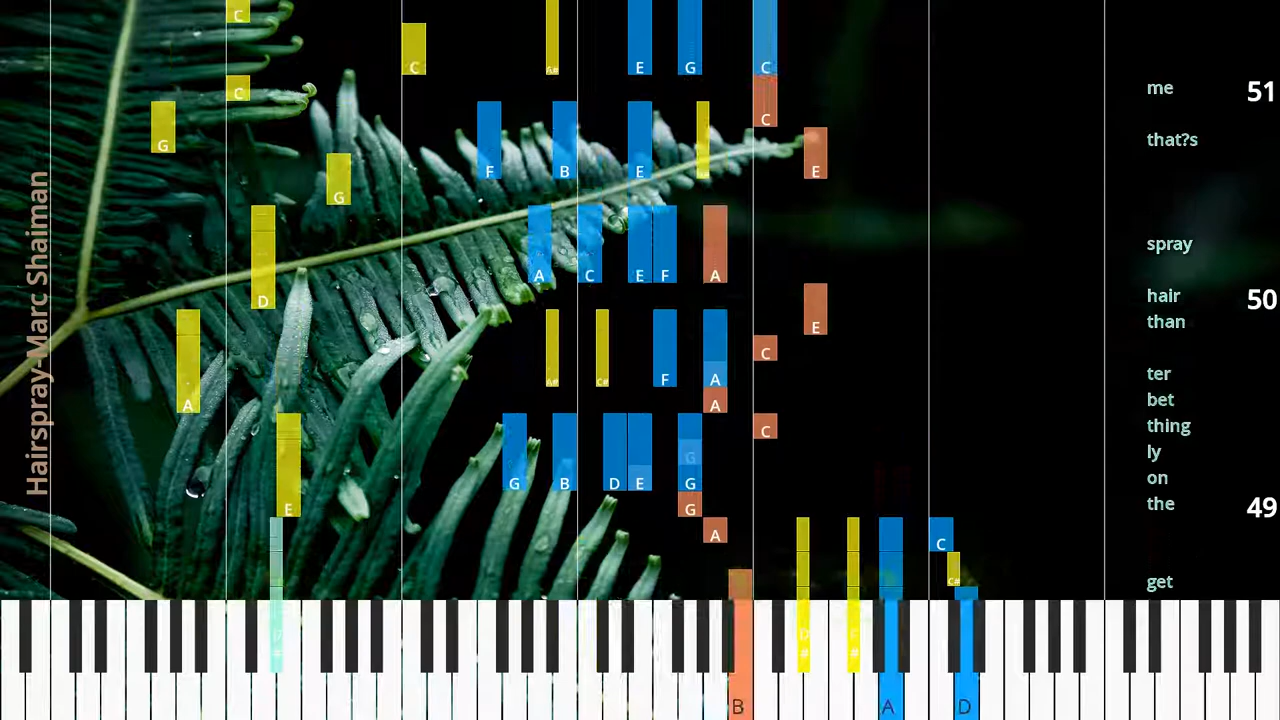 Hairspray-Marc Shaiman
C
C A# E G C
me 51
C C
that?s
G F B E E
G
spray
A C E F A
hair 50
D than
E
C
ter
A A# C# F A A
bet
thing
C
ly
G
on
G B D E G
the 49
E G
A C
C#
get
D# D# F#
B A D